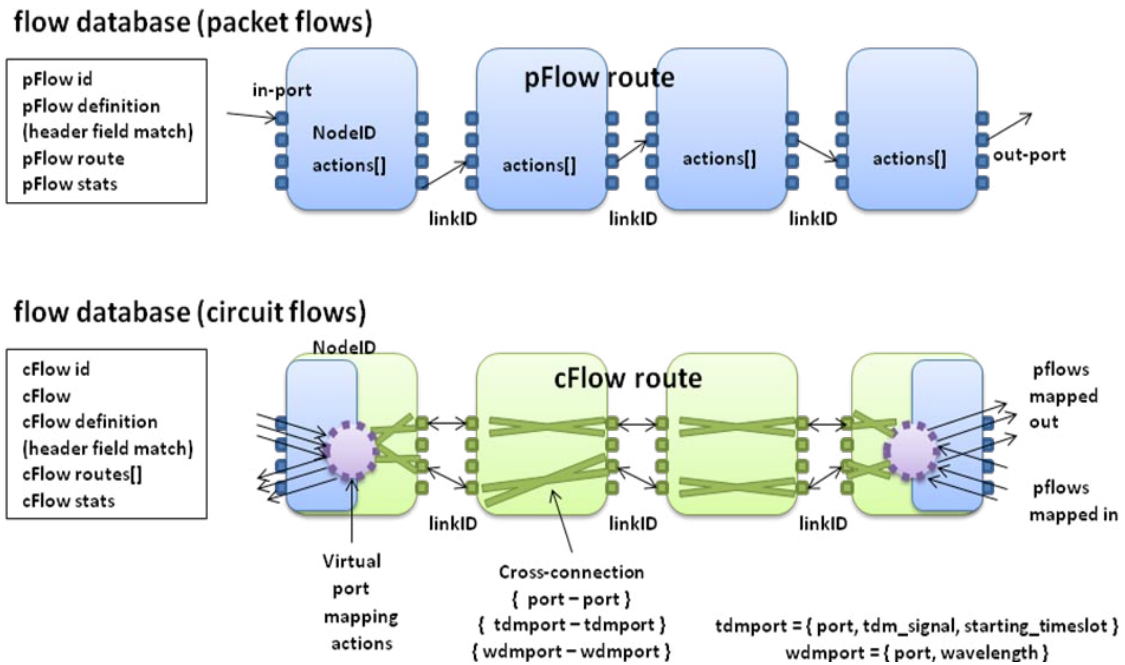 flow database (packet flows)
pFlow id
pFlow definition
(header field match)
pFlow route
pFlow stats
in-port
pFlow route
NodeID
actions[]
actions[]
actions[]
actions[]
out-port
linkID
linkID
linkID
flow database (circuit flows)
cFlow id
cFlow
cFlow definition
(header field match)
cFlow routes[]
cFlow stats
NodeID
cFlow route
pflows
mapped
out
pflows
mapped in
linkID
linkID
linkID
Virtual
port
mapping
actions
Cross-connection
{ port – port }
{ tdmport – tdmport }
{ wdmport – wdmport }
tdmport = { port, tdm_signal, starting_timeslot }
wdmport = { port, wavelength }